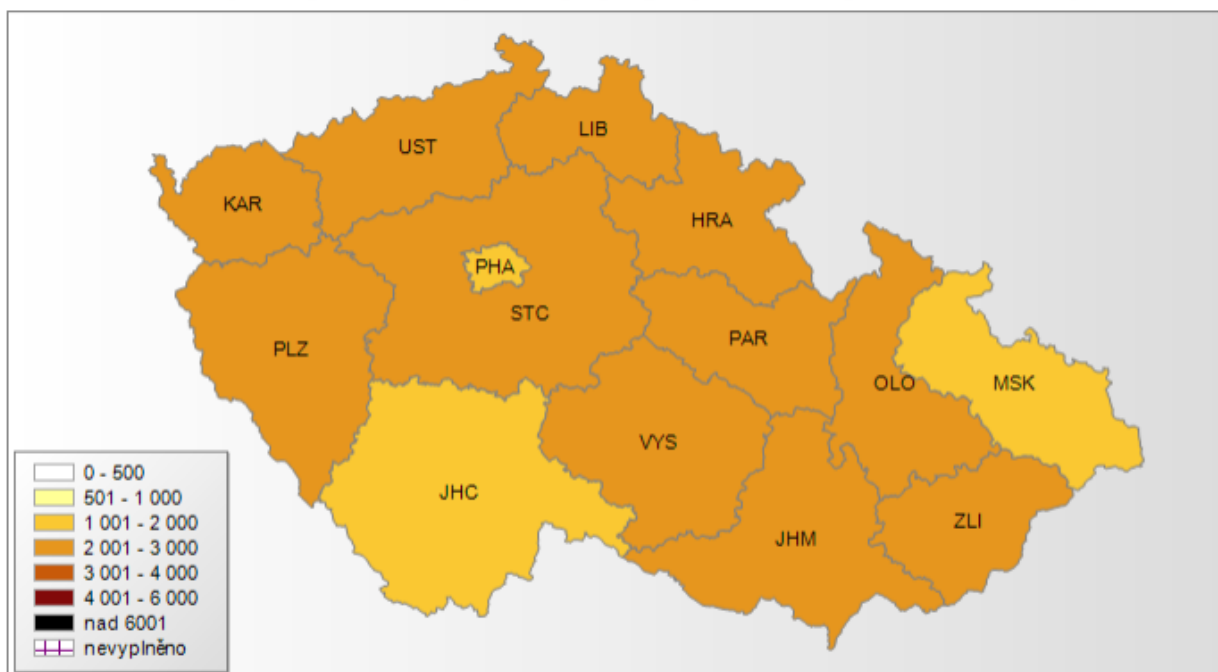 UST
LIB
KAR
HRA
PHA
STC
PLZ
PAR
OLO
MSK
VYS
JHC
ZLI
JHM
0 - 500
501 - 1 000
1 001 - 2 000
2 001 - 3 000
3 001 - 4 000
4 001 - 6 000
nad 6001
nevyplněno